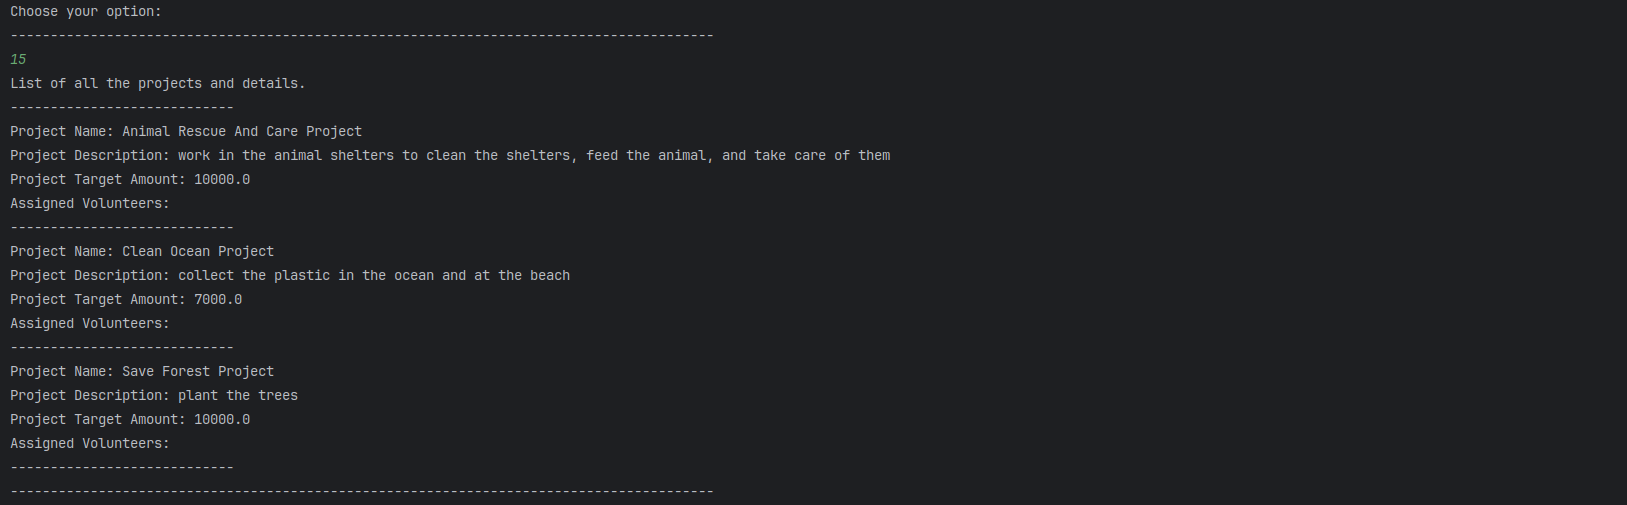 Choose your option:
----------------------------------------------------------------------------------------
15
List of all the projects and details.
----------------------------
Project Name: Animal Rescue And Care Project
Project Description: work in the animal shelters to clean the shelters, feed the animal, and take care of them
Project Target Amount: 10000.0
Assigned Volunteers:
----------------------------
Project Name: Clean Ocean Project
Project Description: collect the plastic in the ocean and at the beach
Project Target Amount: 7000.0
Assigned Volunteers:
----------------------------
Project Name: Save Forest Project
Project Description: plant the trees
Project Target Amount: 10000.0
Assigned Volunteers:
----------------------------
----------------------------------------------------------------------------------------